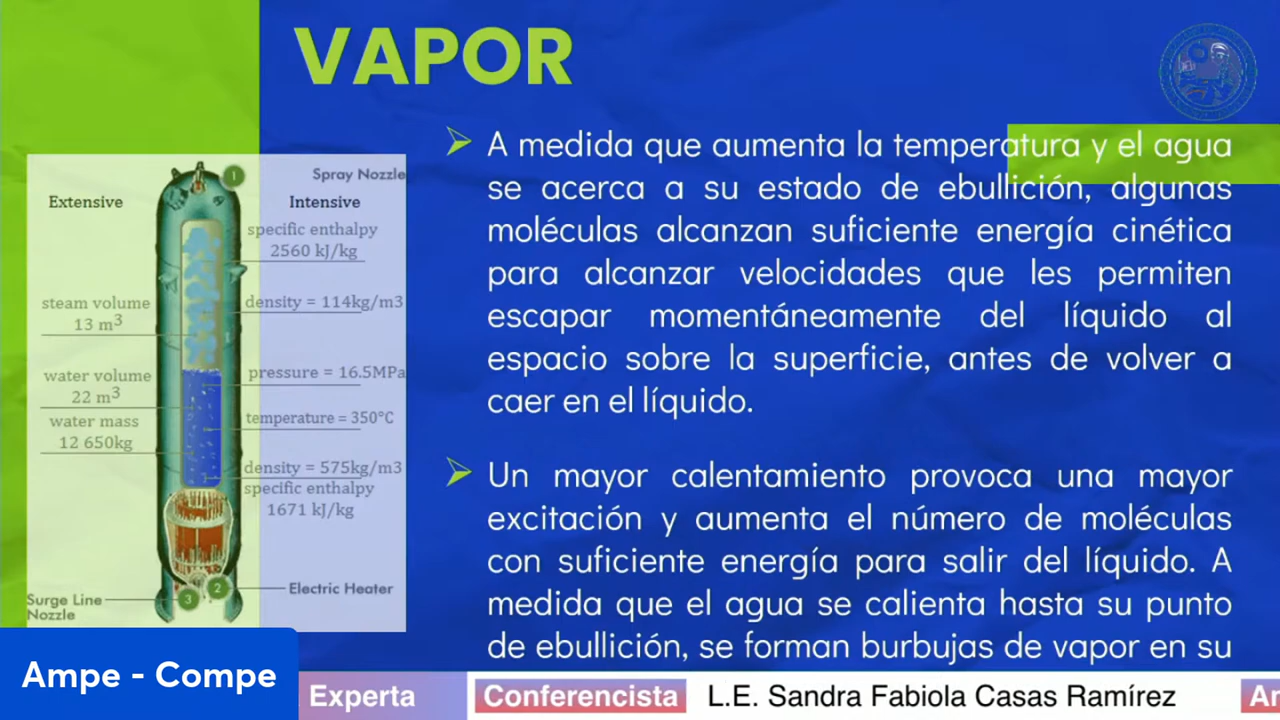 VAPOR
A medida que aumenta la temperatura y el agua
se acerca a su estado de ebullición, algunas
moléculas alcanzan suficiente energía cinética
para alcanzar velocidades que les permiten
escapar momentáneamente del líquido al
espacio sobre la superficie, antes de volver a
caer en el líquido.
Un mayor calentamiento provoca una mayor
excitación y aumenta el número de moléculas
con suficiente energía para salir del líquido. A
medida que el agua se calienta hasta su punto
de ebullición, se forman burbujas de vapor en su
Extensive
steam volume
13 m3
water volume
22 m3
water mass
12 650kg
Surge Line
Nozzle
1
2
3
Spray Nozzle
Intensive
specific enthalpy
2560 kJ/kg
density = 114kg/m3
pressure = 16.5MPa
temperature = 350°C
density = 575kg/m3
specific enthalpy
1671 kJ/kg
Electric Heater
Ampe - Compe
Experta
Conferencista L.E. Sandra Fabiola Casas Ramírez